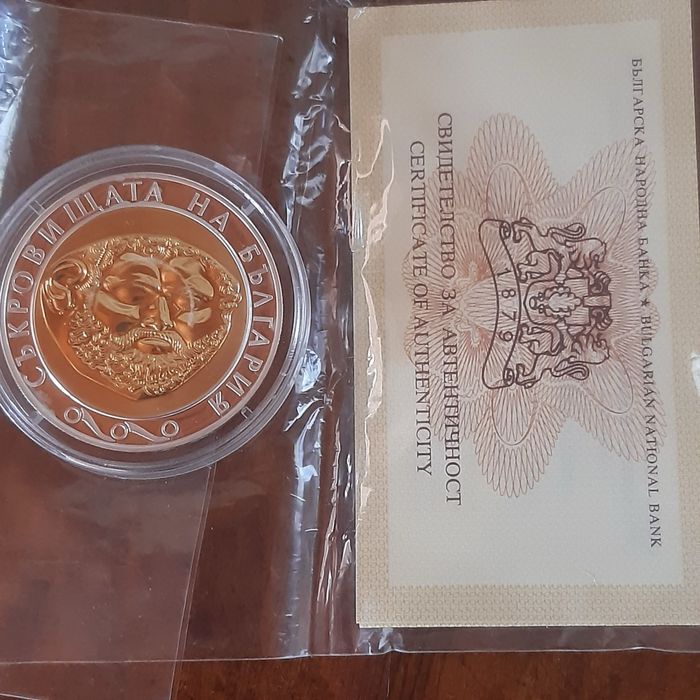 СЪКРОВИЩАТА НА БЪЛГАРИЯ
БЪЛГАРСКА НАРОДНА БАНКА ★ BULGARIAN NATIONAL BANK
1879
СВИДЕТЕЛСТВО ЗА АВТЕНТИЧНОСТ
CERTIFICATE OF AUTHENTICITY